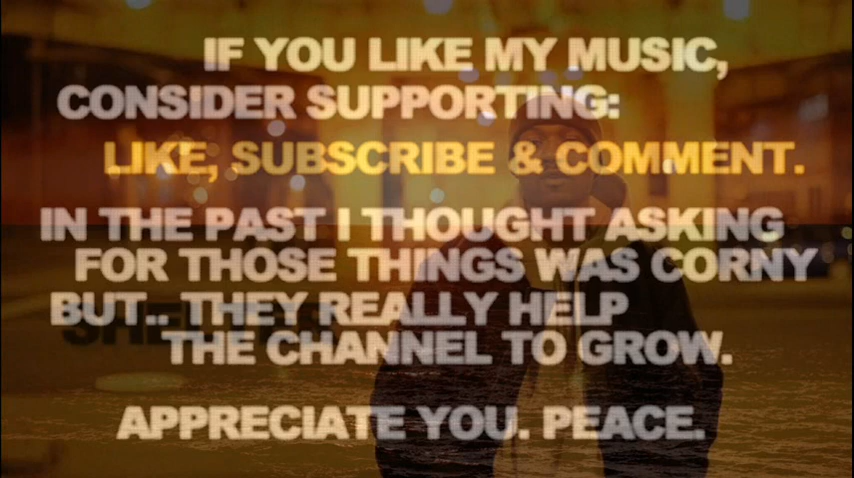 IF YOU LIKE MY MUSIC,
CONSIDER SUPPORTING:
LIKE, SUBSCRIBE & COMMENT.
IN THE PAST I THOUGHT ASKING
FOR THOSE THINGS WAS CORNY
BUT.. THEY REALLY HELP
THE CHANNEL TO GROW.
APPRECIATE YOU. PEACE.